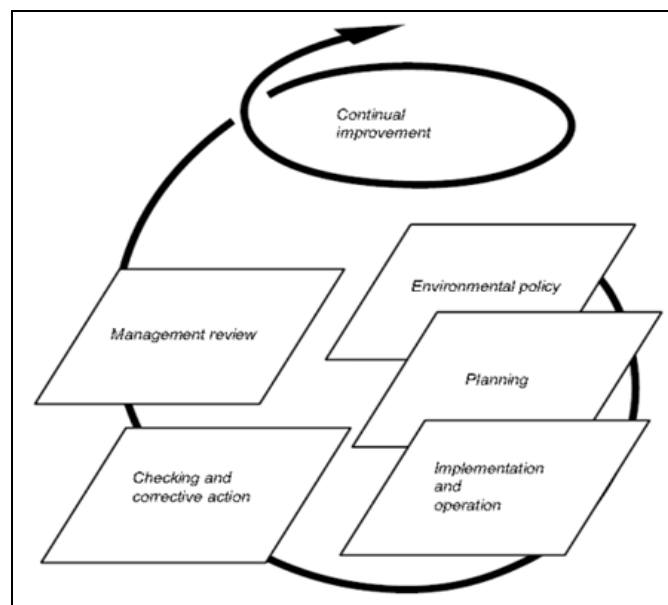 Continual
improvement
Environmental policy
Management review
Planning
Checking and
corrective action
Implementation
and
operation